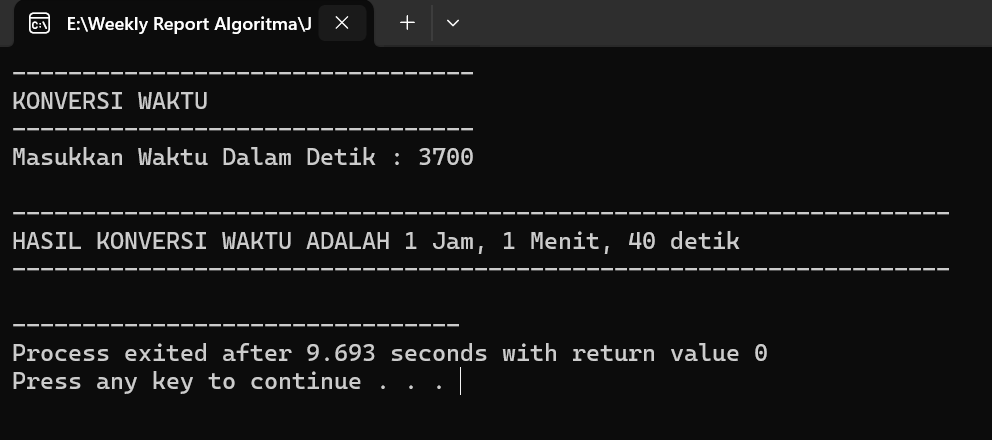 E:\Weekly Report Algoritma\J
---------------------------------
KONVERSI WAKTU
---------------------------------
Masukkan Waktu Dalam Detik : 3700
-------------------------------------------------------------------
HASIL KONVERSI WAKTU ADALAH 1 Jam, 1 Menit, 40 detik
-------------------------------------------------------------------
--------------------------------
Process exited after 9.693 seconds with return value 0
Press any key to continue . . .